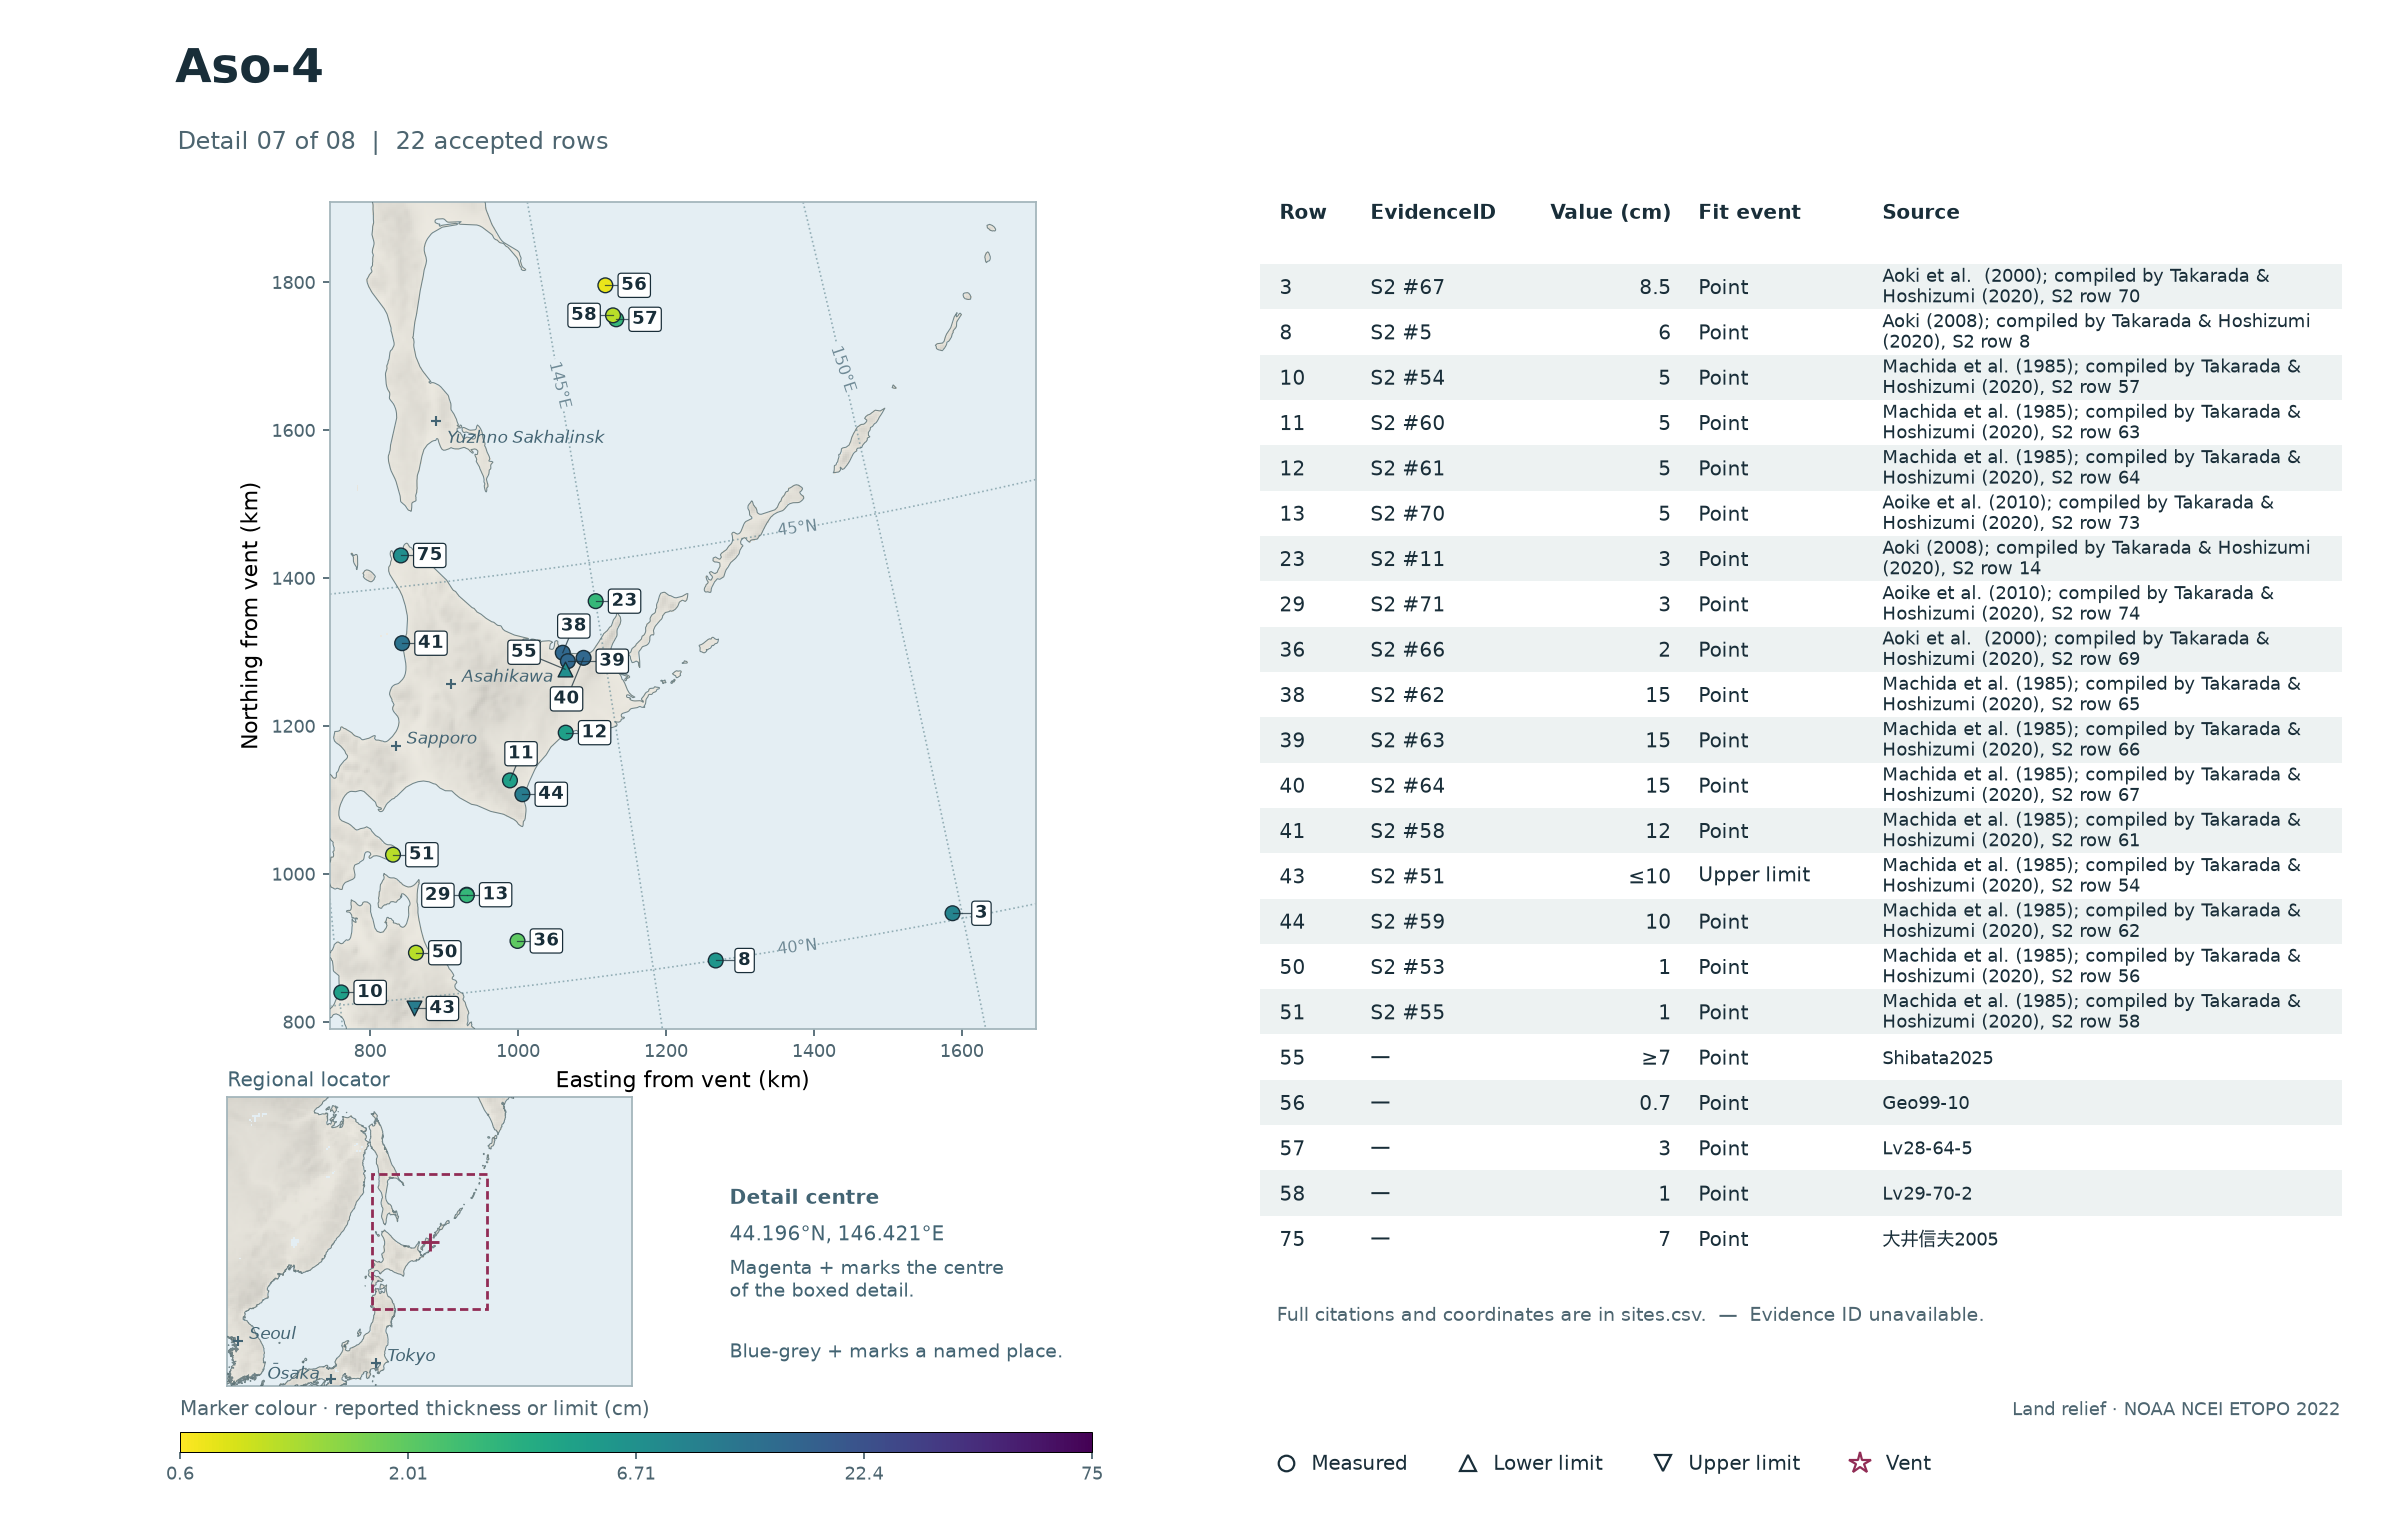 Aso-4
Detail 07 of 08 | 22 accepted rows
Northing from vent (km)
1800
1600
1400
1200
1000
800
800
1000
1200
1400
1600
Easting from vent (km)
145°E
150°E
45°N
40°N
Yuzhno Sakhalinsk
Asahikawa
Sapporo
56
58
57
75
23
38
41
55
39
40
12
11
44
51
29
13
3
36
50
8
10
43
Regional locator
Seoul
Ōsaka
Tokyo
Detail centre
44.196°N, 146.421°E
Magenta + marks the centre
of the boxed detail.
Blue-grey + marks a named place.
Marker colour · reported thickness or limit (cm)
0.6 2.01 6.71 22.4 75
Row EvidenceID Value (cm) Fit event Source
3 S2 #67 8.5 Point Aoki et al. (2000); compiled by Takarada &
Hoshizumi (2020), S2 row 70
8 S2 #5 6 Point Aoki (2008); compiled by Takarada & Hoshizumi
(2020), S2 row 8
10 S2 #54 5 Point Machida et al. (1985); compiled by Takarada &
Hoshizumi (2020), S2 row 57
11 S2 #60 5 Point Machida et al. (1985); compiled by Takarada &
Hoshizumi (2020), S2 row 63
12 S2 #61 5 Point Machida et al. (1985); compiled by Takarada &
Hoshizumi (2020), S2 row 64
13 S2 #70 5 Point Aoike et al. (2010); compiled by Takarada &
Hoshizumi (2020), S2 row 73
23 S2 #11 3 Point Aoki (2008); compiled by Takarada & Hoshizumi
(2020), S2 row 14
29 S2 #71 3 Point Aoike et al. (2010); compiled by Takarada &
Hoshizumi (2020), S2 row 74
36 S2 #66 2 Point Aoki et al. (2000); compiled by Takarada &
Hoshizumi (2020), S2 row 69
38 S2 #62 15 Point Machida et al. (1985); compiled by Takarada &
Hoshizumi (2020), S2 row 65
39 S2 #63 15 Point Machida et al. (1985); compiled by Takarada &
Hoshizumi (2020), S2 row 66
40 S2 #64 15 Point Machida et al. (1985); compiled by Takarada &
Hoshizumi (2020), S2 row 67
41 S2 #58 12 Point Machida et al. (1985); compiled by Takarada &
Hoshizumi (2020), S2 row 61
43 S2 #51 ≤10 Upper limit Machida et al. (1985); compiled by Takarada &
Hoshizumi (2020), S2 row 54
44 S2 #59 10 Point Machida et al. (1985); compiled by Takarada &
Hoshizumi (2020), S2 row 62
50 S2 #53 1 Point Machida et al. (1985); compiled by Takarada &
Hoshizumi (2020), S2 row 56
51 S2 #55 1 Point Machida et al. (1985); compiled by Takarada &
Hoshizumi (2020), S2 row 58
55 — ≥7 Point Shibata2025
56 — 0.7 Point Geo99-10
57 — 3 Point Lv28-64-5
58 — 1 Point Lv29-70-2
75 — 7 Point 大井信夫2005
Full citations and coordinates are in sites.csv. — Evidence ID unavailable.
Land relief · NOAA NCEI ETOPO 2022
Measured Lower limit Upper limit Vent